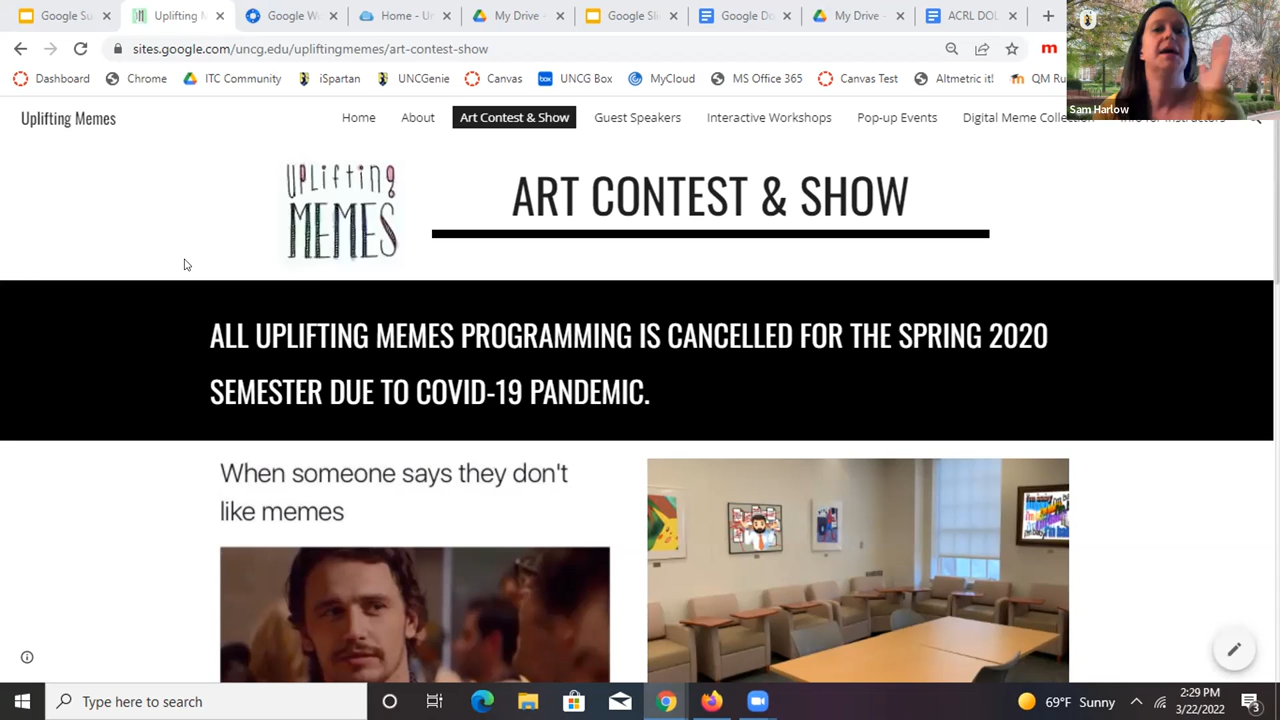 Google Su
Uplifting M
Google W
Home - U
My Drive -
Google Sli
Google Do
My Drive -
ACRL DOL
sites.google.com/uncg.edu/upliftingmemes/art-contest-show
Dashboard Chrome ITC Community iSpartan UNCGenie Canvas UNCG Box MyCloud MS Office 365 Canvas Test Altmetric it! QM Ru
Sam Harlow
Uplifting Memes
Home About Art Contest & Show Guest Speakers Interactive Workshops Pop-up Events Digital Meme Collection Info for Instructors
UPLifting
MEMES
ART CONTEST & SHOW
ALL UPLIFTING MEMES PROGRAMMING IS CANCELLED FOR THE SPRING 2020
SEMESTER DUE TO COVID-19 PANDEMIC.
When someone says they don't
like memes
Type here to search
69°F Sunny
2:29 PM
3/22/2022
3